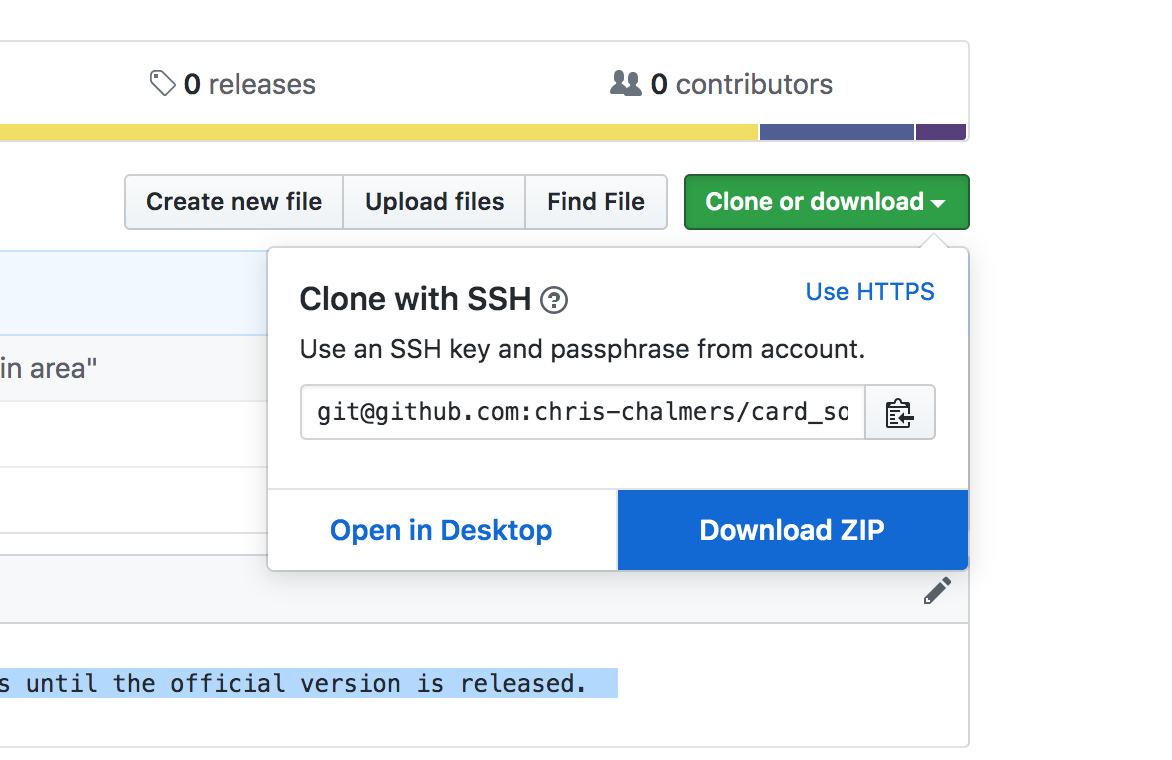 0 releases
0 contributors
Create new file
Upload files
Find File
Clone or download
Clone with SSH
Use HTTPS
Use an SSH key and passphrase from account.
in area"
git@github.com:chris-chalmers/card_so
Open in Desktop
Download ZIP
s until the official version is released.